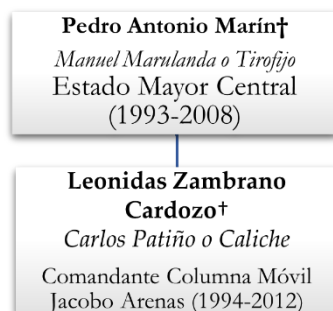 Pedro Antonio Marín†
Manuel Marulanda o Tirofijo
Estado Mayor Central
(1993-2008)
Leonidas Zambrano
Cardozo†
Carlos Patiño o Caliche
Comandante Columna Móvil
Jacobo Arenas (1994-2012)